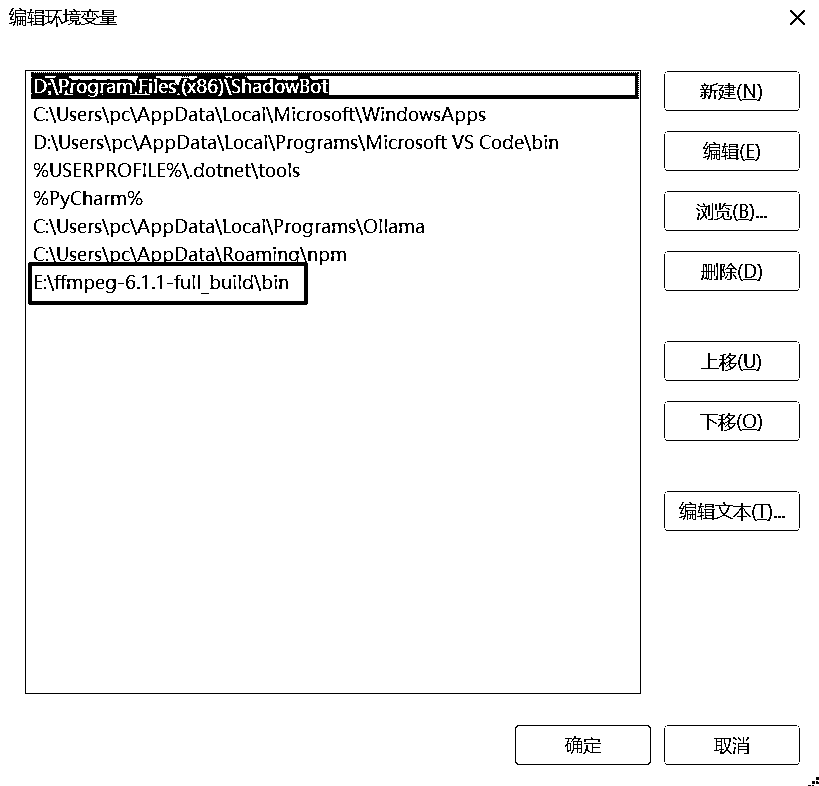 编辑环境变量
D:\Program Files (x86)\ShadowBot
C:\Users\pc\AppData\Local\Microsoft\WindowsApps
D:\Users\pc\AppData\Local\Programs\Microsoft VS Code\bin
%USERPROFILE%\.dotnet\tools
%PyCharm%
C:\Users\pc\AppData\Local\Programs\Ollama
C:\Users\pc\AppData\Roaming\npm
E:\ffmpeg-6.1.1-full_build\bin
新建(N)
编辑(E)
浏览(B)...
删除(D)
上移(U)
下移(O)
编辑文本(T)...
确定
取消